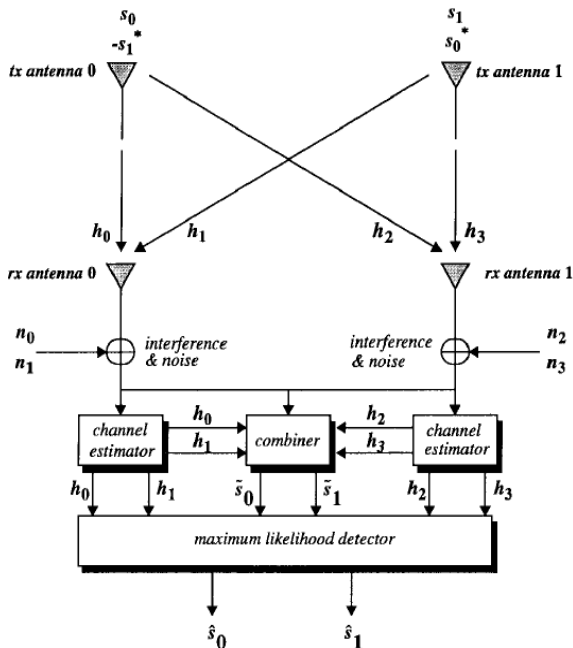 s₀ s₁
-s₁* s₀*
tx antenna 0 tx antenna 1
h₀ h₁ h₂ h₃
rx antenna 0 rx antenna 1
n₀ interference interference n₂
n₁ & noise & noise n₃
channel estimator h₀ combiner h₂ channel estimator
h₁ h₃
h₀ h₁ s̃₀ s̃₁ h₂ h₃
maximum likelihood detector
ŝ₀ ŝ₁